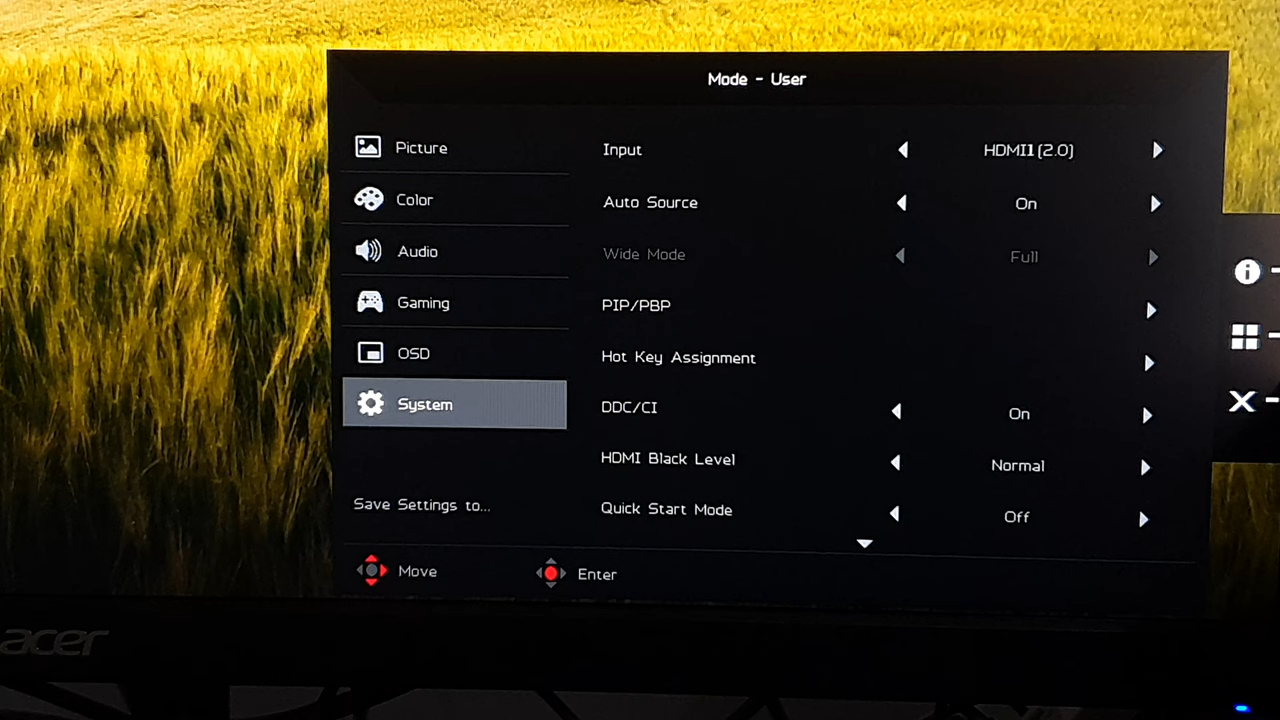 Mode - User
Picture
Color
Audio
Gaming
OSD
System
Save Settings to...
Input HDMI1(2.0)
Auto Source On
Wide Mode Full
PIP/PBP
Hot Key Assignment
DDC/CI On
HDMI Black Level Normal
Quick Start Mode Off
Move Enter
acer